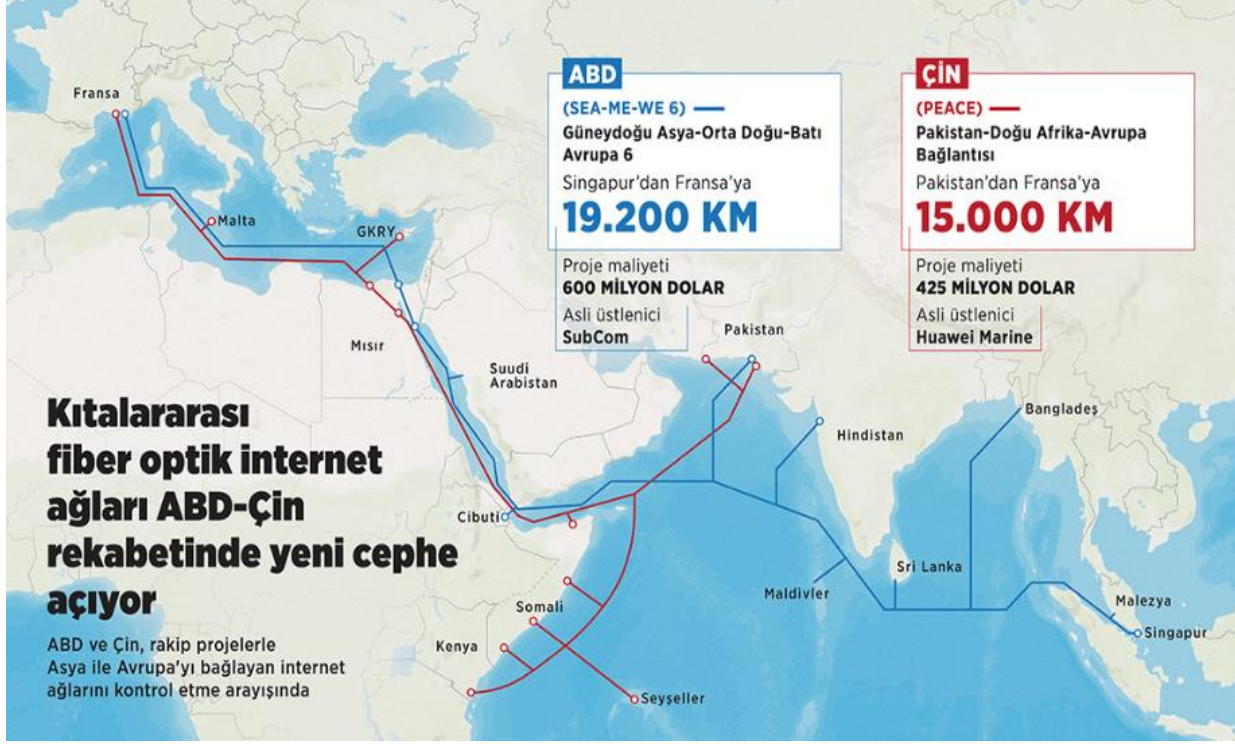 Kıtalararası
fiber optik internet
ağları ABD-Çin
rekabetinde yeni cephe
açıyor
ABD ve Çin, rakip projelerle
Asya ile Avrupa'yı bağlayan internet
ağlarını kontrol etme arayışında
ABD
(SEA-ME-WE 6)
Güneydoğu Asya-Orta Doğu-Batı
Avrupa 6
Singapur'dan Fransa'ya
19.200 KM
Proje maliyeti
600 MİLYON DOLAR
Asli üstlenici
SubCom
ÇİN
(PEACE)
Pakistan-Doğu Afrika-Avrupa
Bağlantısı
Pakistan'dan Fransa'ya
15.000 KM
Proje maliyeti
425 MİLYON DOLAR
Asli üstlenici
Huawei Marine
Fransa
Malta
GKRY
Mısır
Suudi
Arabistan
Pakistan
Hindistan
Bangladeş
Cibuti
Somali
Kenya
Seyşeller
Maldivler
Sri Lanka
Malezya
Singapur